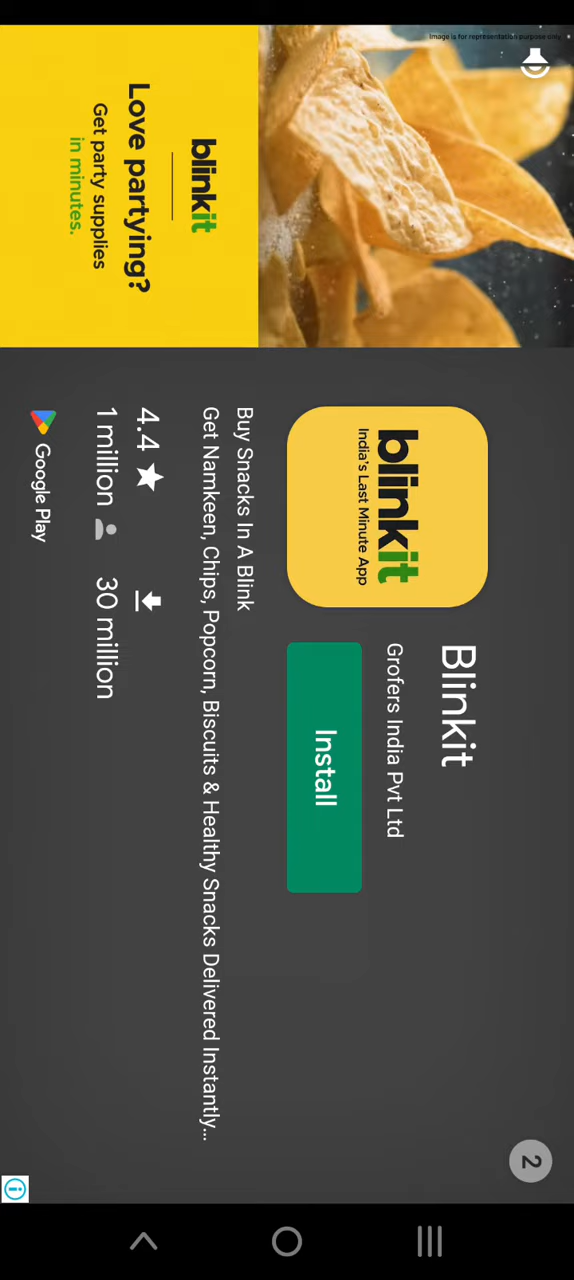 Image is for representation purpose only
blinkit
Love partying?
Get party supplies
in minutes.
blinkit
India's Last Minute App
Blinkit
Grofers India Pvt Ltd
Install
Buy Snacks In A Blink
Get Namkeen, Chips, Popcorn, Biscuits & Healthy Snacks Delivered Instantly...
4.4 ★
1 million
30 million
Google Play
2